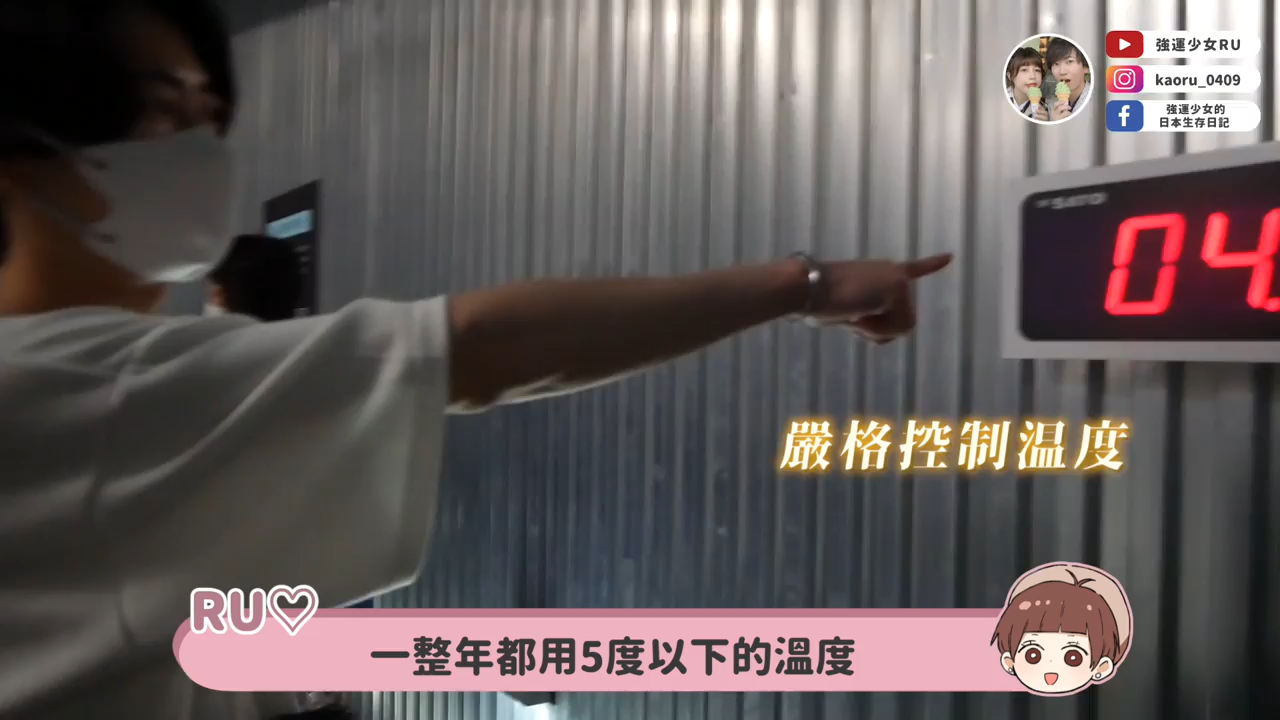 強運少女RU
kaoru_0409
強運少女的
日本生存日記
SATO
04
嚴格控制温度
RU
一整年都用5度以下的溫度